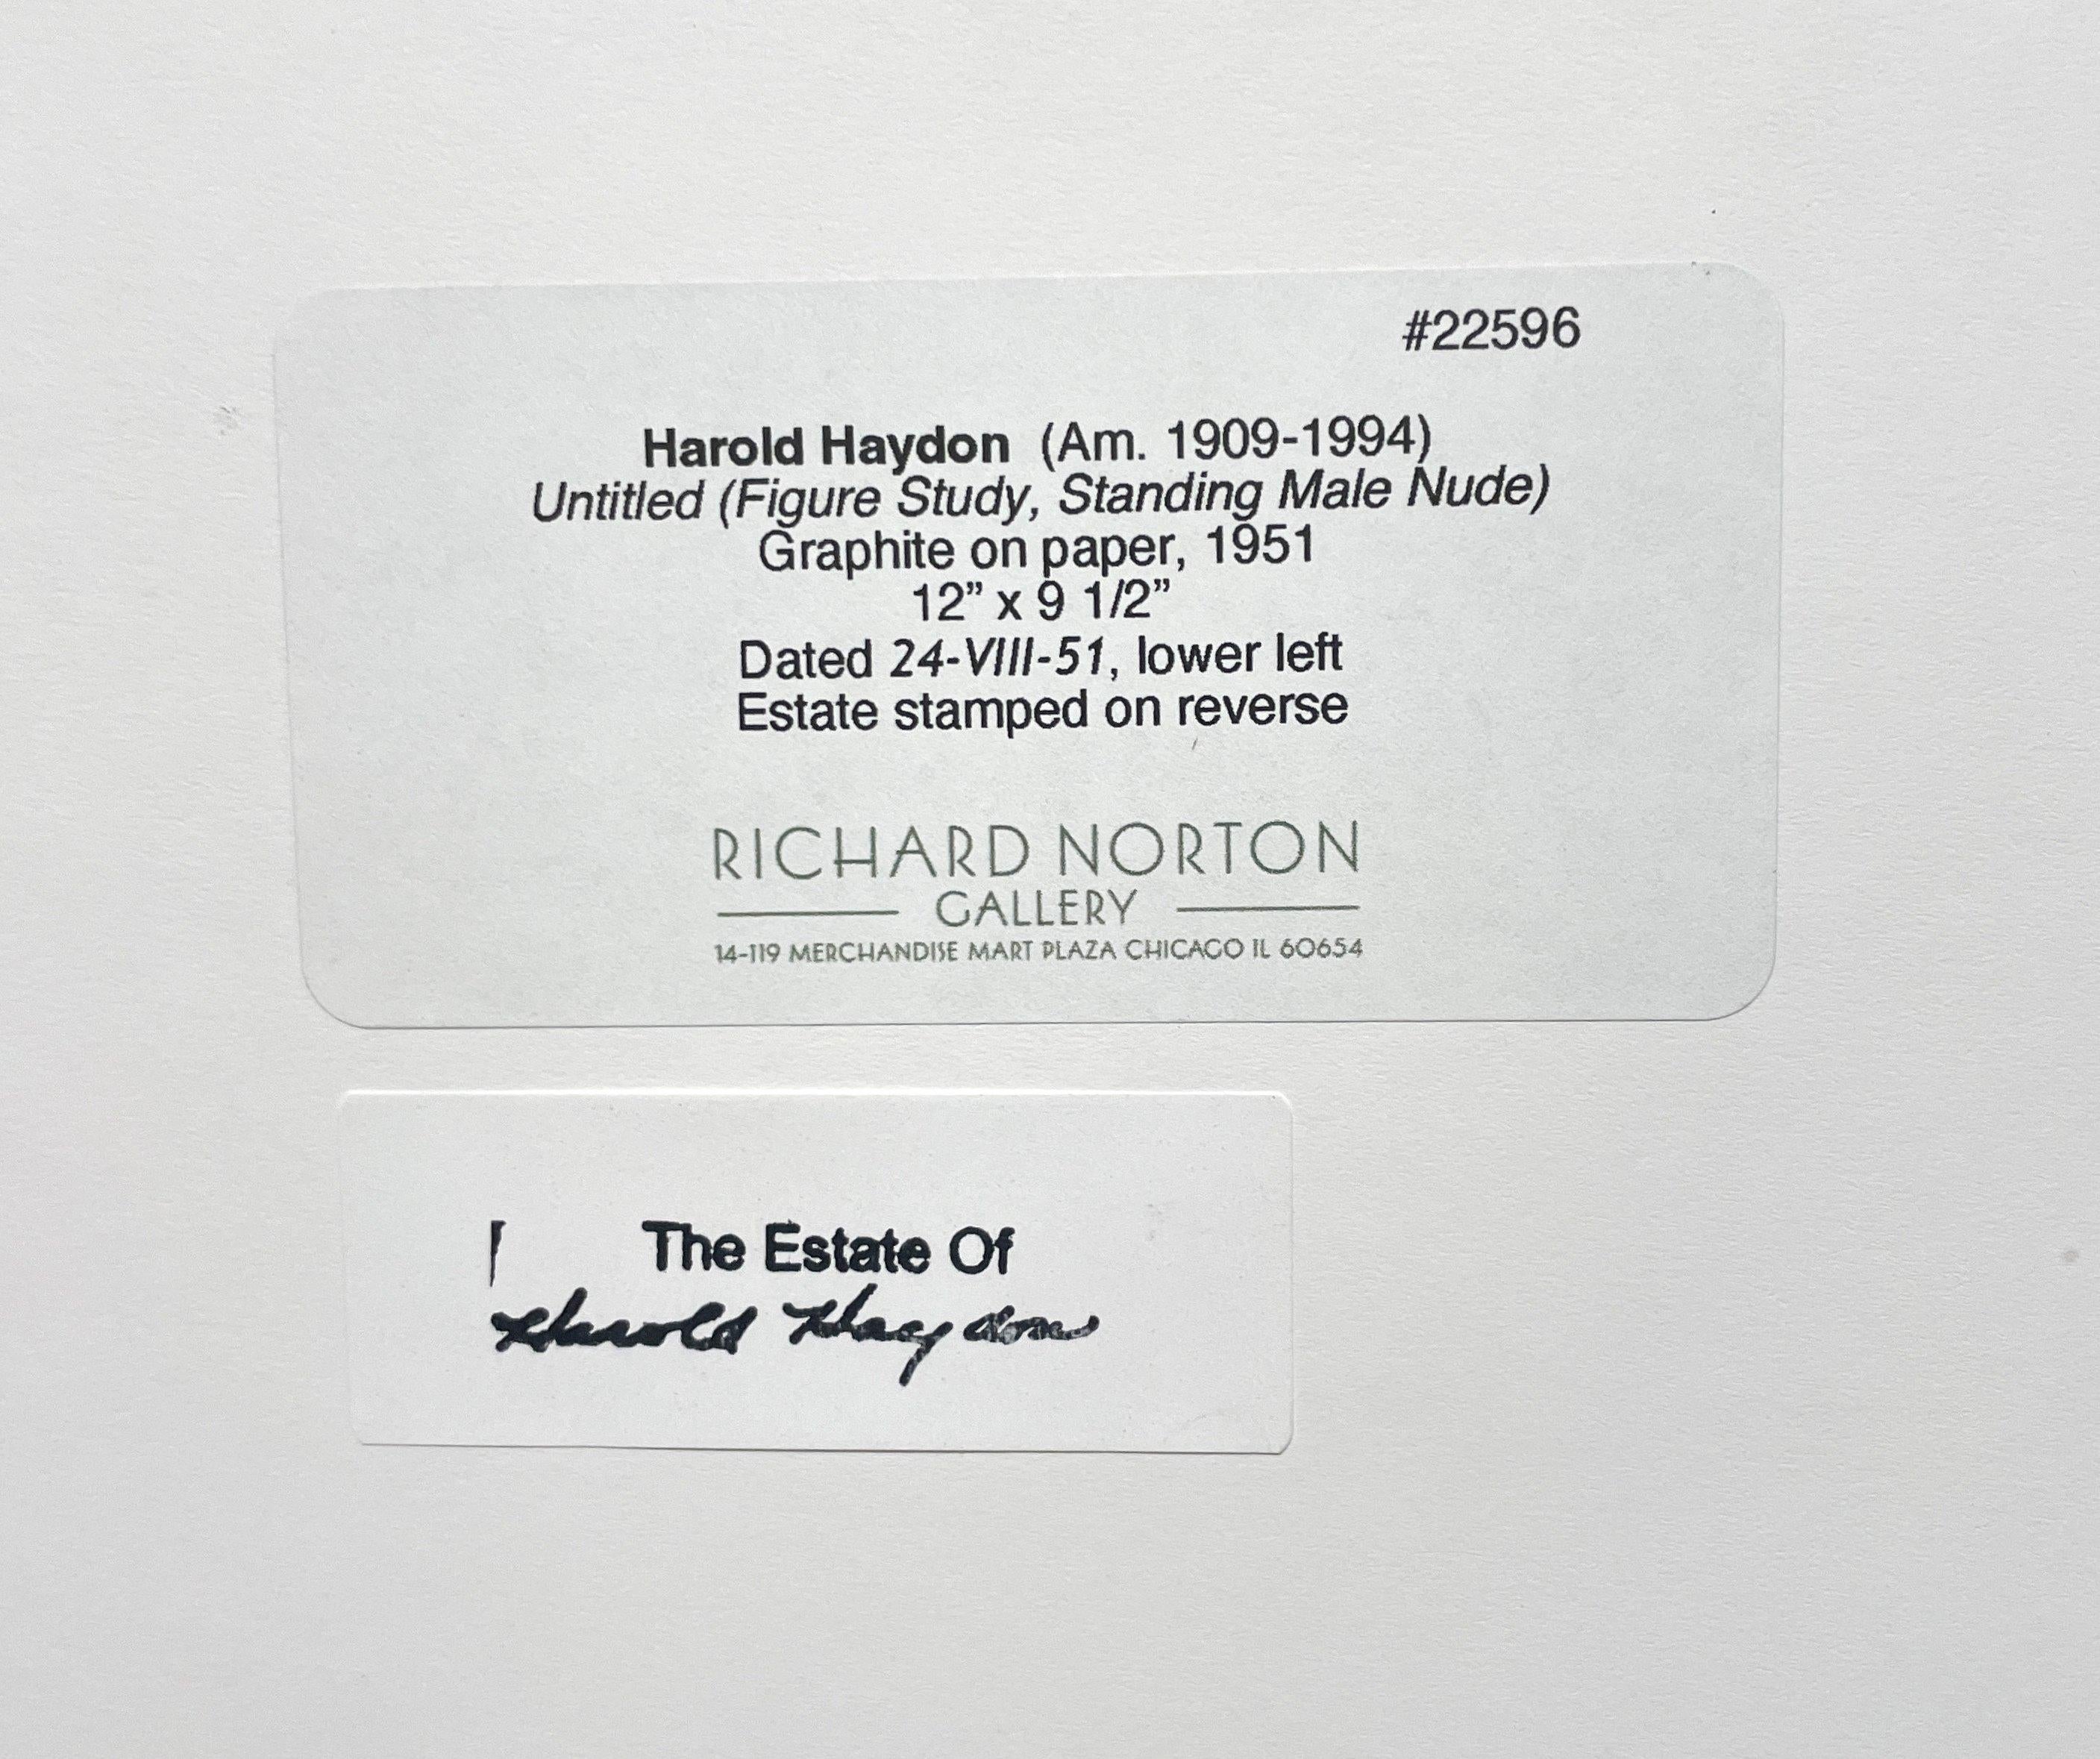 #22596
Harold Haydon (Am. 1909-1994)
Untitled (Figure Study, Standing Male Nude)
Graphite on paper, 1951
12” x 9 1/2”
Dated 24-VIII-51, lower left
Estate stamped on reverse
RICHARD NORTON
GALLERY
14-119 MERCHANDISE MART PLAZA CHICAGO IL 60654
The Estate Of
Harold Haydon